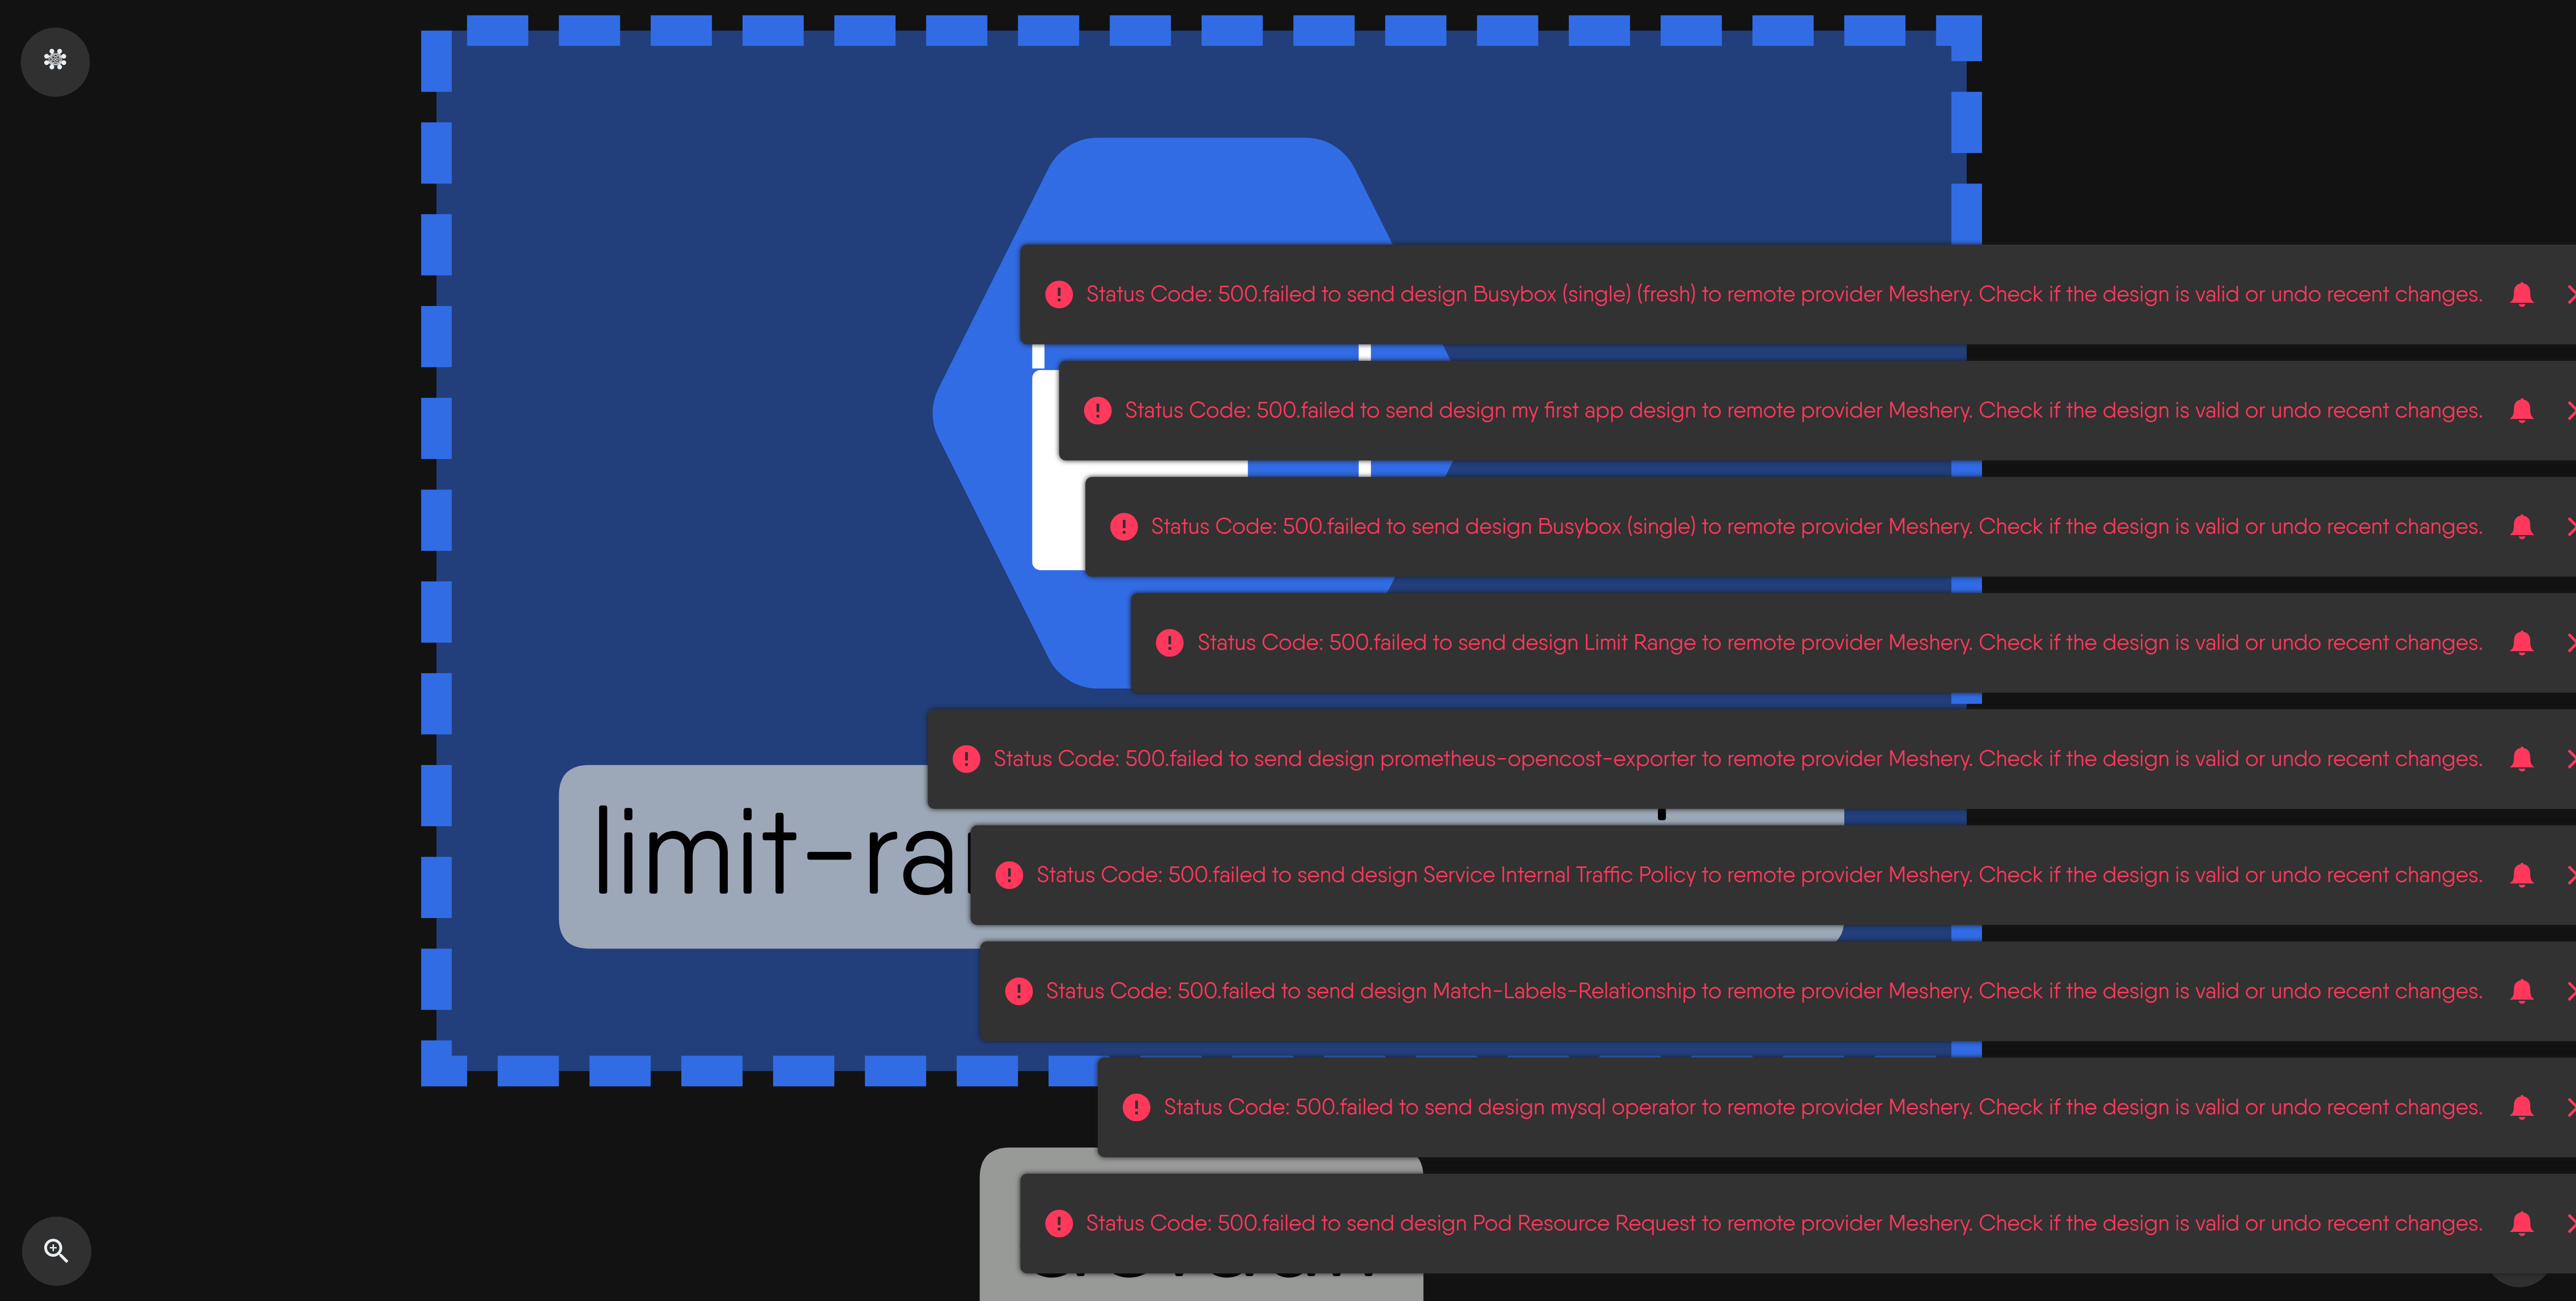 Status Code: 500.failed to send design Busybox (single) (fresh) to remote provider Meshery. Check if the design is valid or undo recent changes.
Status Code: 500.failed to send design my first app design to remote provider Meshery. Check if the design is valid or undo recent changes.
Status Code: 500.failed to send design Busybox (single) to remote provider Meshery. Check if the design is valid or undo recent changes.
Status Code: 500.failed to send design Limit Range to remote provider Meshery. Check if the design is valid or undo recent changes.
Status Code: 500.failed to send design prometheus-opencost-exporter to remote provider Meshery. Check if the design is valid or undo recent changes.
Status Code: 500.failed to send design Service Internal Traffic Policy to remote provider Meshery. Check if the design is valid or undo recent changes.
Status Code: 500.failed to send design Match-Labels-Relationship to remote provider Meshery. Check if the design is valid or undo recent changes.
Status Code: 500.failed to send design mysql operator to remote provider Meshery. Check if the design is valid or undo recent changes.
Status Code: 500.failed to send design Pod Resource Request to remote provider Meshery. Check if the design is valid or undo recent changes.